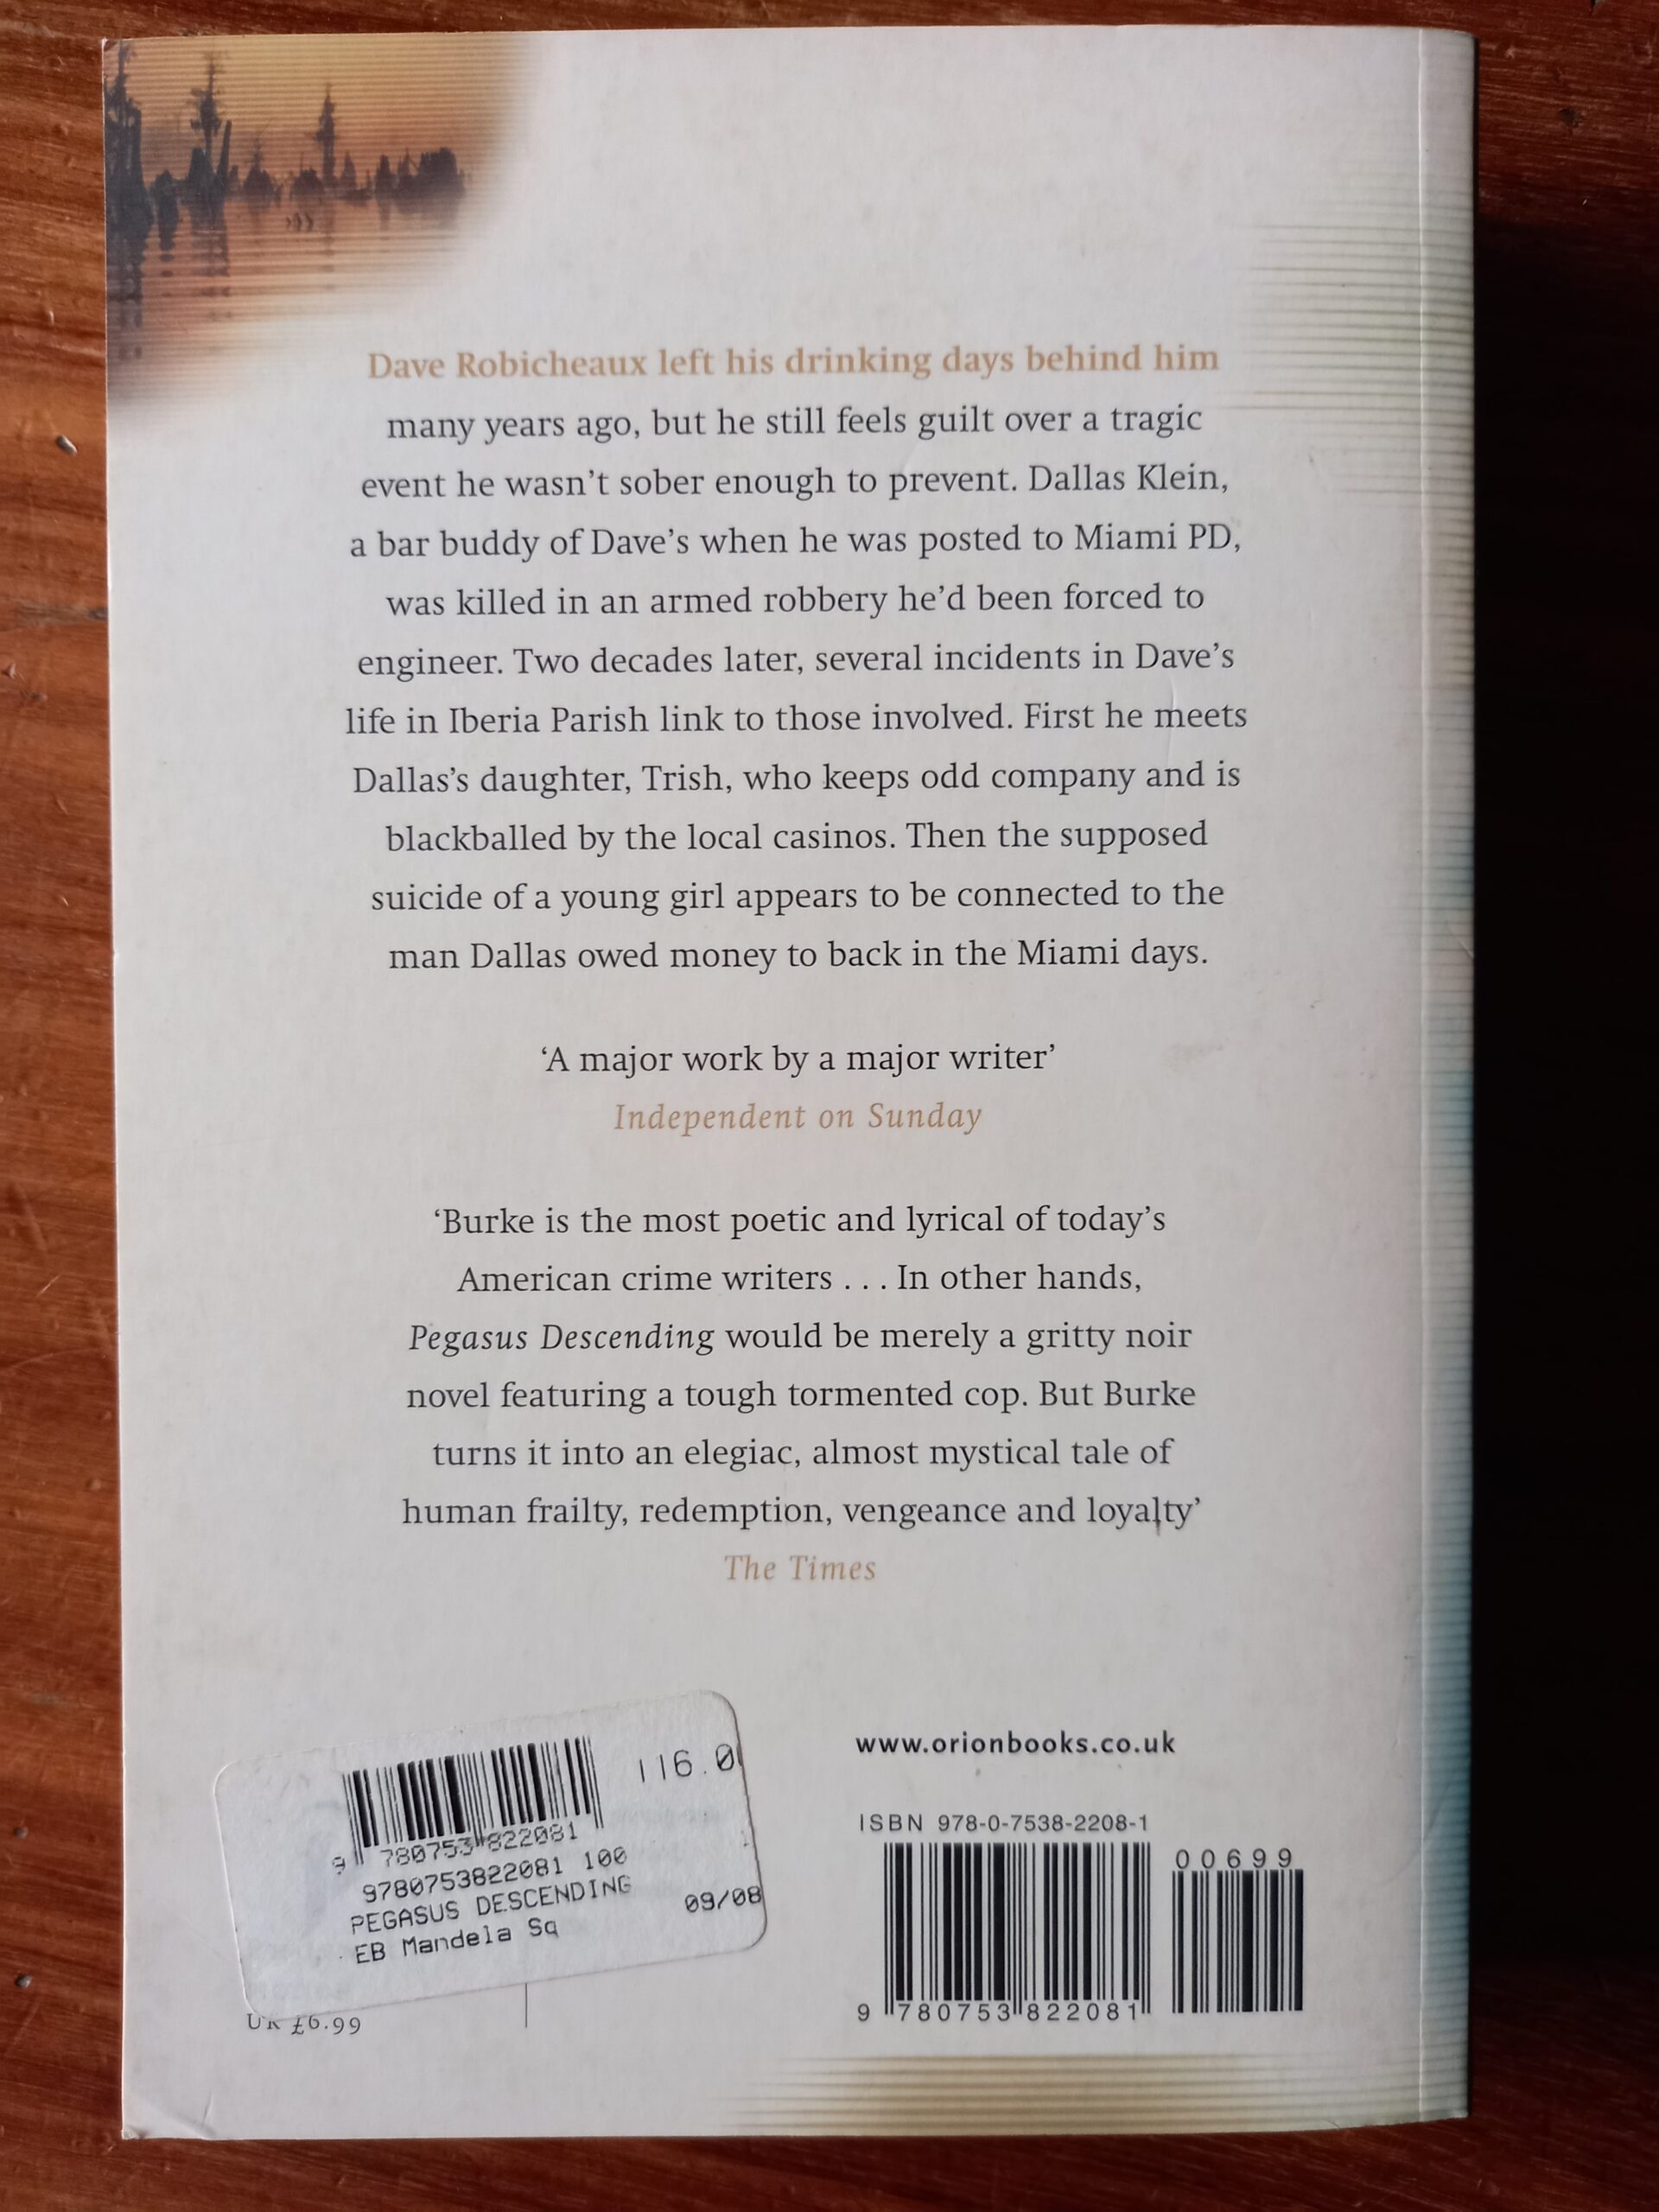 Dave Robicheaux left his drinking days behind him
many years ago, but he still feels guilt over a tragic
event he wasn’t sober enough to prevent. Dallas Klein,
a bar buddy of Dave’s when he was posted to Miami PD,
was killed in an armed robbery he’d been forced to
engineer. Two decades later, several incidents in Dave’s
life in Iberia Parish link to those involved. First he meets
Dallas’s daughter, Trish, who keeps odd company and is
blackballed by the local casinos. Then the supposed
suicide of a young girl appears to be connected to the
man Dallas owed money to back in the Miami days.
‘A major work by a major writer’
Independent on Sunday
‘Burke is the most poetic and lyrical of today’s
American crime writers . . . In other hands,
Pegasus Descending would be merely a gritty noir
novel featuring a tough tormented cop. But Burke
turns it into an elegiac, almost mystical tale of
human frailty, redemption, vengeance and loyalty’
The Times
116.0
9 780753 822081
9780753822081 100
PEGASUS DESCENDING
09/08
EB Mandela Sq
UK £6.99
www.orionbooks.co.uk
ISBN 978-0-7538-2208-1
00699
9 780753 822081